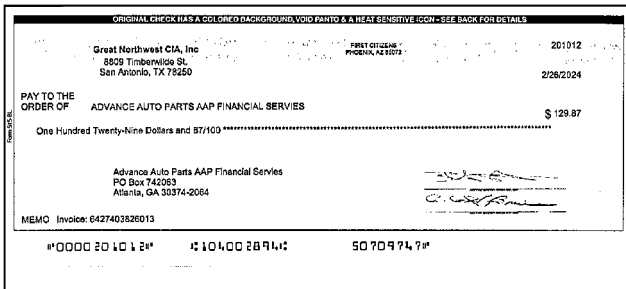 ORIGINAL CHECK HAS A COLORED BACKGROUND, VOID PANTO & A HEAT SENSITIVE ICON - SEE BACK FOR DETAILS
Great Northwest CIA, Inc
8809 Timberwilde St.
San Antonio, TX 78250
FIRST CITIZENS
PHOENIX, AZ 85072
201012
2/26/2024
PAY TO THE
ORDER OF ADVANCE AUTO PARTS AAP FINANCIAL SERVIES
$ 129.87
One Hundred Twenty-Nine Dollars and 87/100
Advance Auto Parts AAP Financial Servies
PO Box 742063
Atlanta, GA 30374-2064
MEMO Invoice: 6427403826013
⑈0000201012⑈ ⑆104002894⑆ 50709747⑈